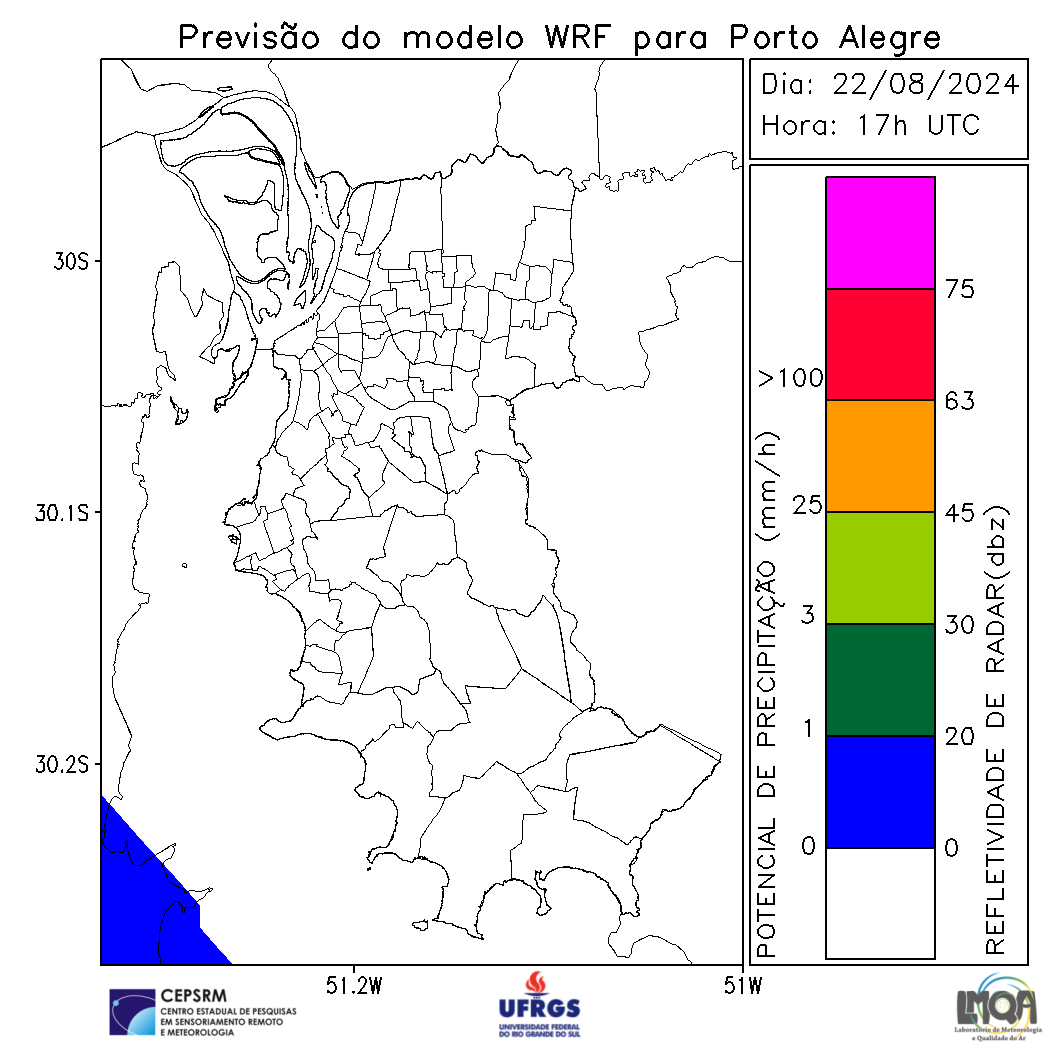 Previsão do modelo WRF para Porto Alegre
Dia: 22/08/2024
Hora: 17h UTC
30S
30.1S
30.2S
51.2W
51W
POTENCIAL DE PRECIPITAÇÃO (mm/h)
>100
25
3
1
0
75
63
45
30
20
0
REFLETIVIDADE DE RADAR(dbz)
CEPSRM
CENTRO ESTADUAL DE PESQUISAS
EM SENSORIAMENTO REMOTO
E METEOROLOGIA
UFRGS
UNIVERSIDADE FEDERAL
DO RIO GRANDE DO SUL
LMQA
Laboratório de Meteorologia
e Qualidade do Ar